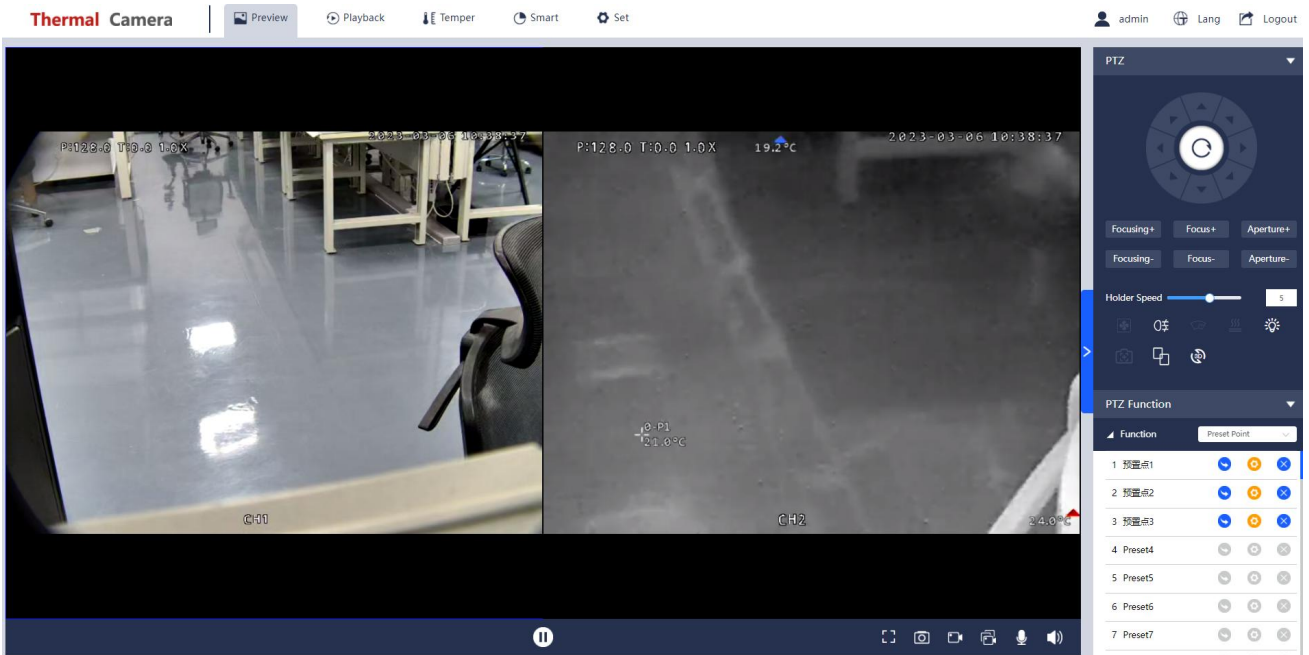 Thermal Camera
Preview
Playback
Temper
Smart
Set
admin
Lang
Logout
P:128.0 T:0.0 1.0X
2023-03-06 10:38:37
CH1
P:128.0 T:0.0 1.0X
19.2°C
2023-03-06 10:38:37
0-P1
21.0°C
CH2
24.0°C
PTZ
Focusing+
Focus+
Aperture+
Focusing-
Focus-
Aperture-
Holder Speed
5
PTZ Function
Function
Preset Point
1 预置点1
2 预置点2
3 预置点3
4 Preset4
5 Preset5
6 Preset6
7 Preset7